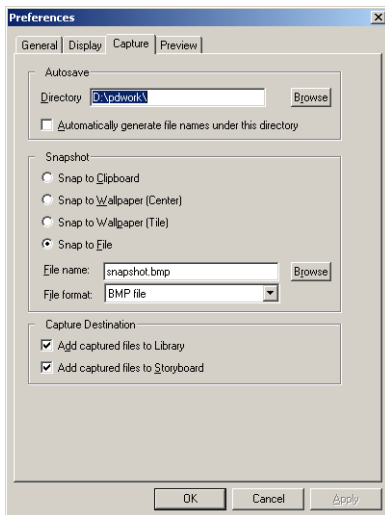 Preferences
General
Display
Capture
Preview
Autosave
Directory D:\pdwork\ Browse
Automatically generate file names under this directory
Snapshot
Snap to Clipboard
Snap to Wallpaper (Center)
Snap to Wallpaper (Tile)
Snap to File
File name: snapshot.bmp Browse
File format: BMP file
Capture Destination
Add captured files to Library
Add captured files to Storyboard
OK Cancel Apply